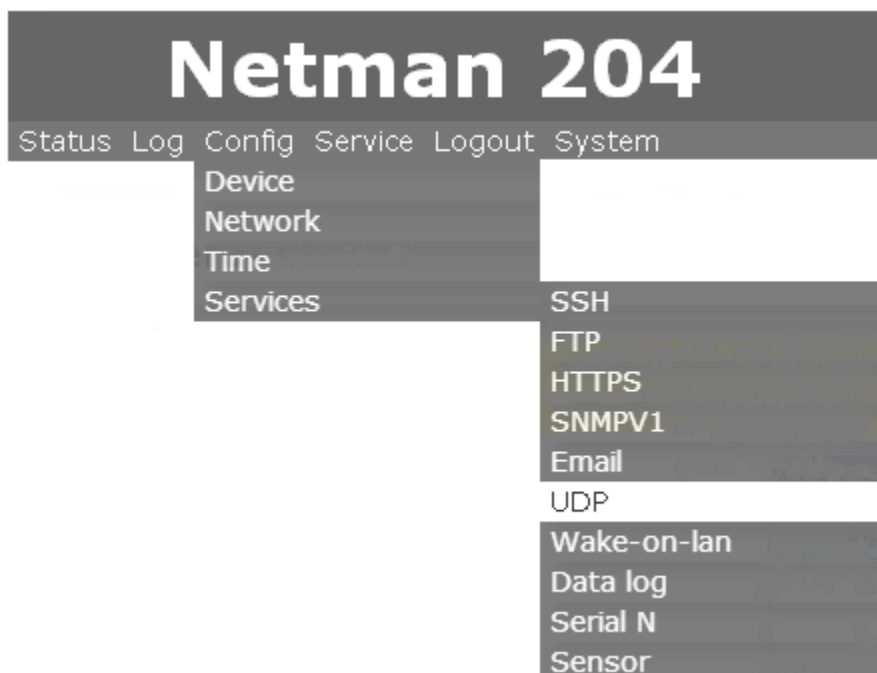 Netman 204
Status Log Config Service Logout System
Device
Network
Time
Services
SSH
FTP
HTTPS
SNMPV1
Email
UDP
Wake-on-lan
Data log
Serial N
Sensor